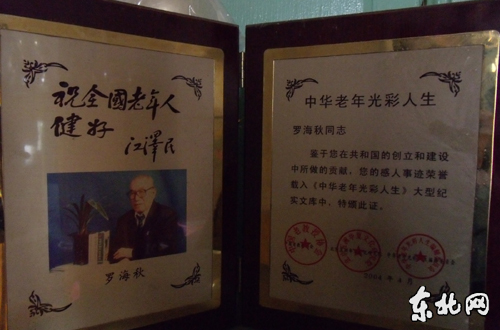 祝全國老年人
健好
江澤民
罗海秋
中华老年光彩人生
罗海秋同志
鉴于您在共和国的创立和建设
中所做的贡献，您的感人事迹荣誉
载入《中华老年光彩人生》大型纪
实文库中，特颁此证。
东北网